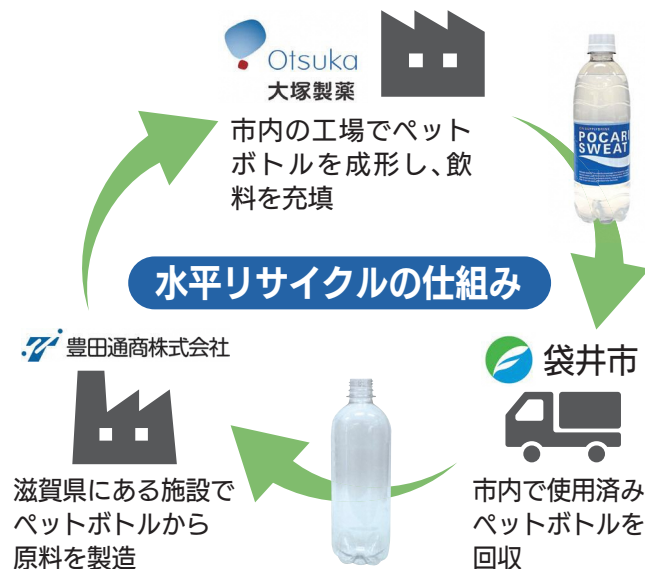 Otsuka
大塚製薬
市内の工場でペット
ボトルを成形し、飲
料を充填
POCARI
SWEAT
水平リサイクルの仕組み
豊田通商株式会社
袋井市
滋賀県にある施設で
ペットボトルから
原料を製造
市内で使用済み
ペットボトルを
回収